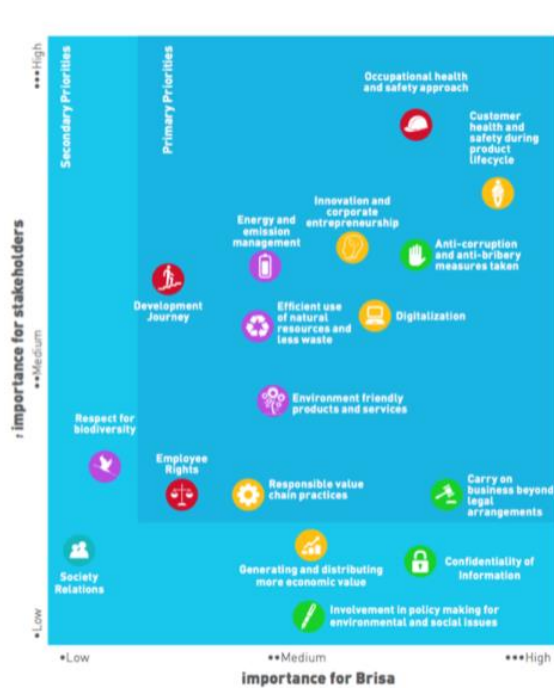 •••High
Secondary Priorities
Primary Priorities
Occupational health
and safety approach
Customer
health and
safety during
product
lifecycle
Innovation and
corporate
entrepreneurship
Energy and
emission
management
Anti-corruption
and anti-bribery
measures taken
Development
Journey
Efficient use
of natural
resources and
less waste
Digitalization
importance for stakeholders
••Medium
Environment friendly
products and services
Respect for
biodiversity
Employee
Rights
Responsible value
chain practices
Carry on
business beyond
legal
arrangements
Society
Relations
Generating and distributing
more economic value
Confidentiality of
Information
Involvement in policy making for
environmental and social issues
•Low
•Low
••Medium
•••High
importance for Brisa